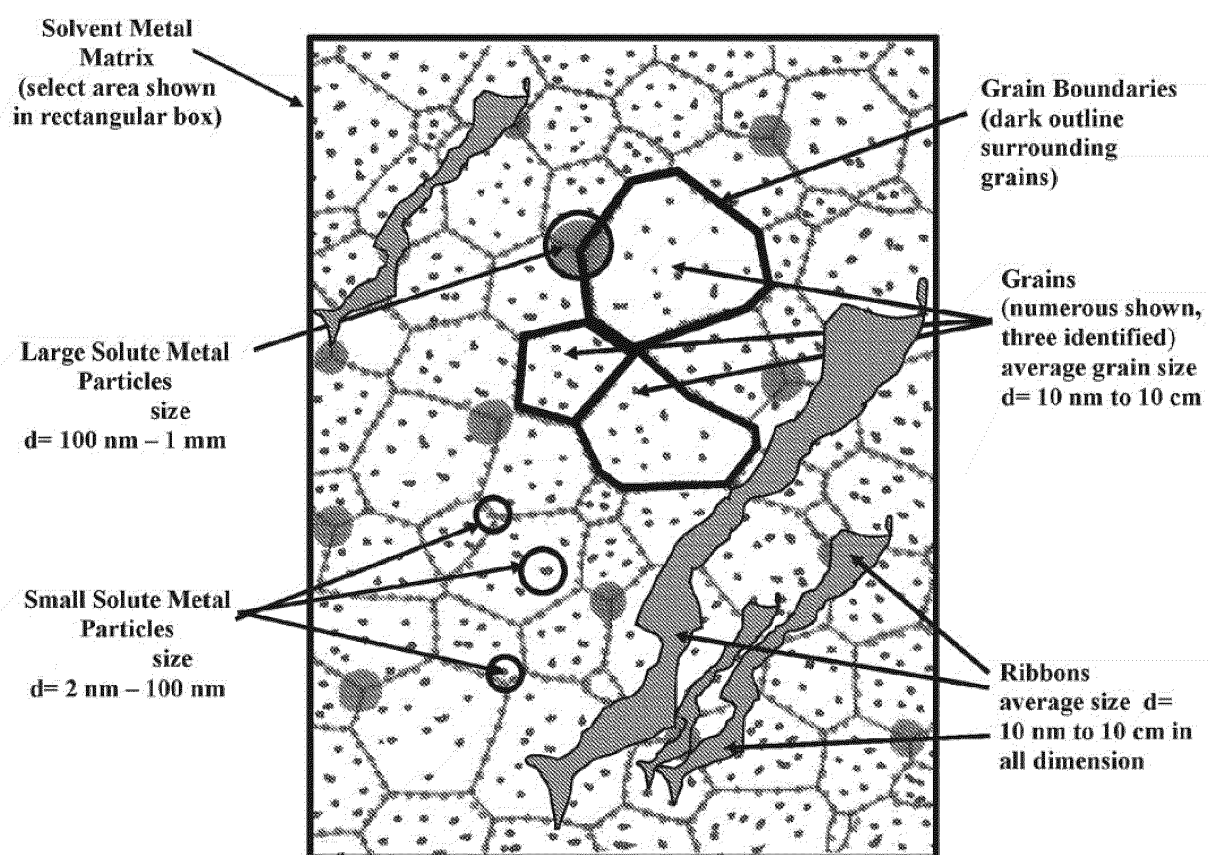 Solvent Metal
Matrix
(select area shown
in rectangular box)
Large Solute Metal
Particles
size
d= 100 nm – 1 mm
Small Solute Metal
Particles
size
d= 2 nm – 100 nm
Grain Boundaries
(dark outline
surrounding
grains)
Grains
(numerous shown,
three identified)
average grain size
d= 10 nm to 10 cm
Ribbons
average size d=
10 nm to 10 cm in
all dimension